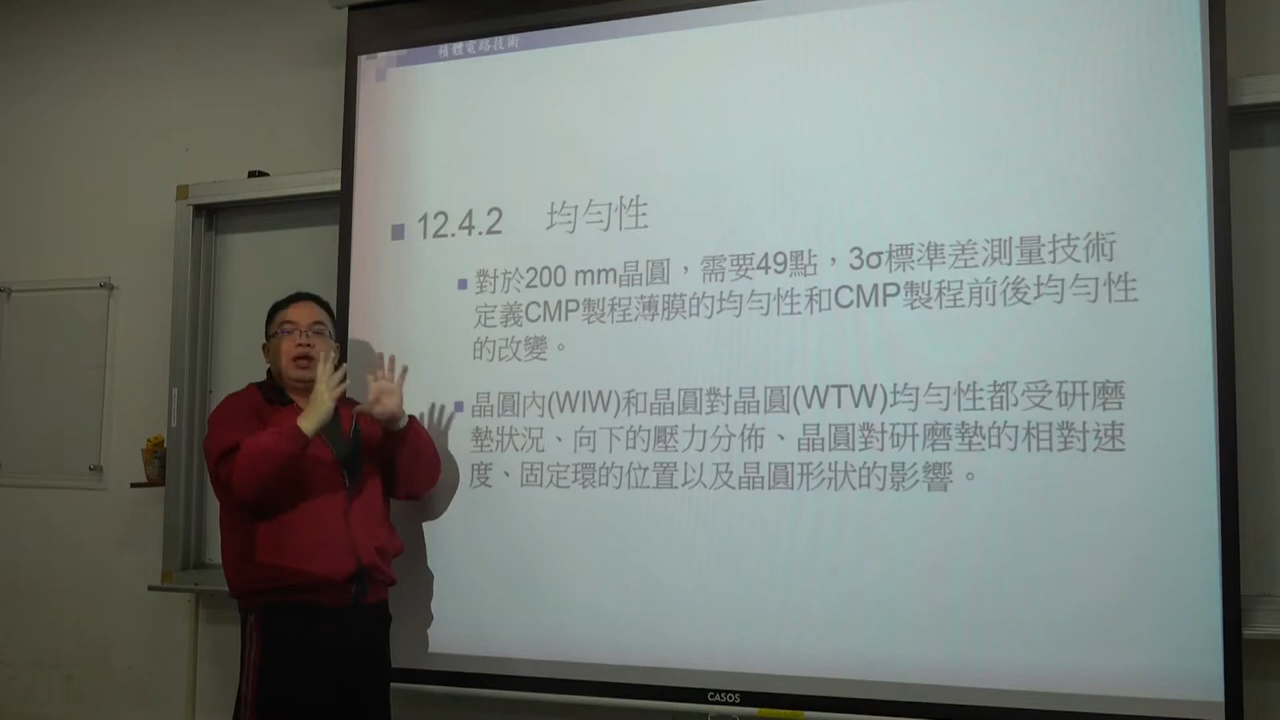 積體電路技術
12.4.2 均勻性
對於200 mm晶圓，需要49點，3σ標準差測量技術
定義CMP製程薄膜的均勻性和CMP製程前後均勻性
的改變。
晶圓內(WIW)和晶圓對晶圓(WTW)均勻性都受研磨
墊狀況、向下的壓力分佈、晶圓對研磨墊的相對速
度、固定環的位置以及晶圓形狀的影響。
CASOS